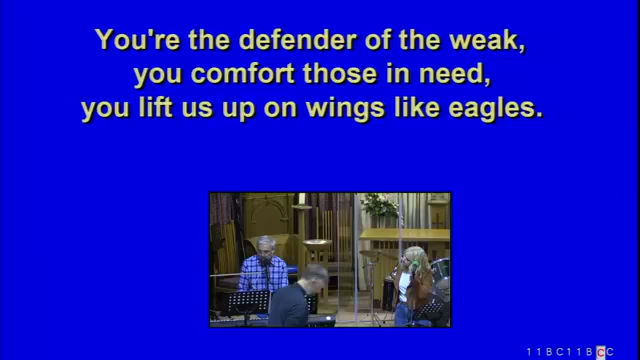 You're the defender of the weak,
you comfort those in need,
you lift us up on wings like eagles.
1 1 B C 1 1 B C C